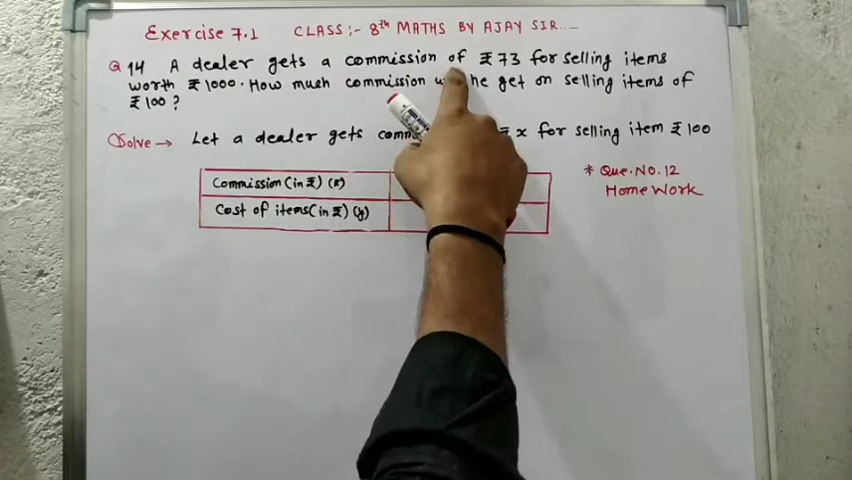 Exercise 7.1 CLASS:- 8th MATHS BY AJAY SIR....
Q 14 A dealer gets a commission of ₹ 73 for selling items
worth ₹ 1000. How much commission he get on selling items of
₹ 100 ?
Solve → Let a dealer gets x for selling item ₹ 100
* Que. No. 12
Home Work
Commission (in ₹) (x)
Cost of items (in ₹) (y)